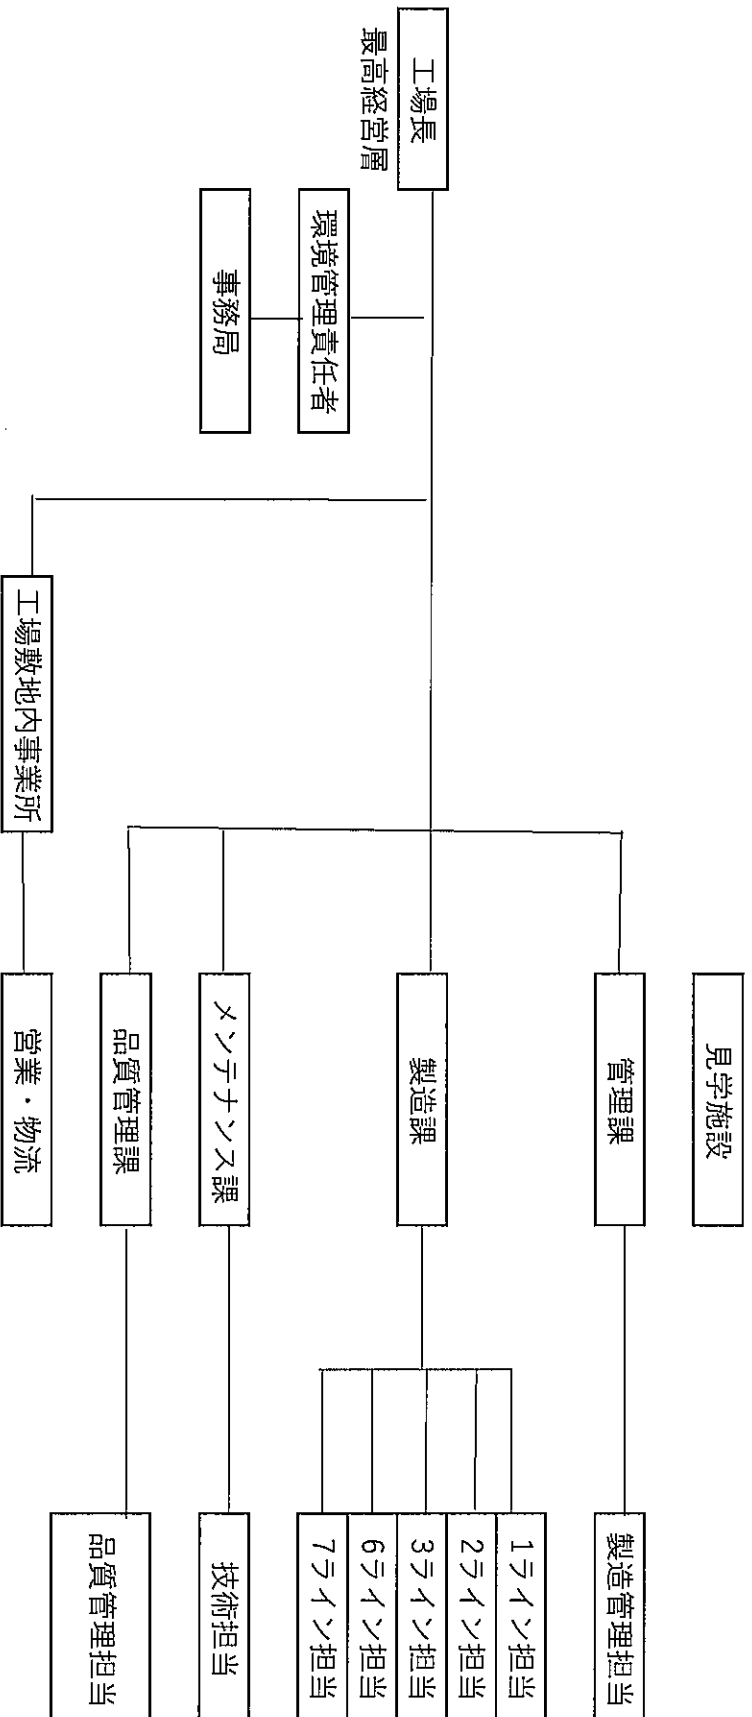 見学施設
工場長
最高経営層
環境管理責任者
事務局
工場敷地内事業所
管理課
製造課
メンテナンス課
品質管理課
営業・物流
製造管理担当
1ライン担当
2ライン担当
3ライン担当
6ライン担当
7ライン担当
技術担当
品質管理担当